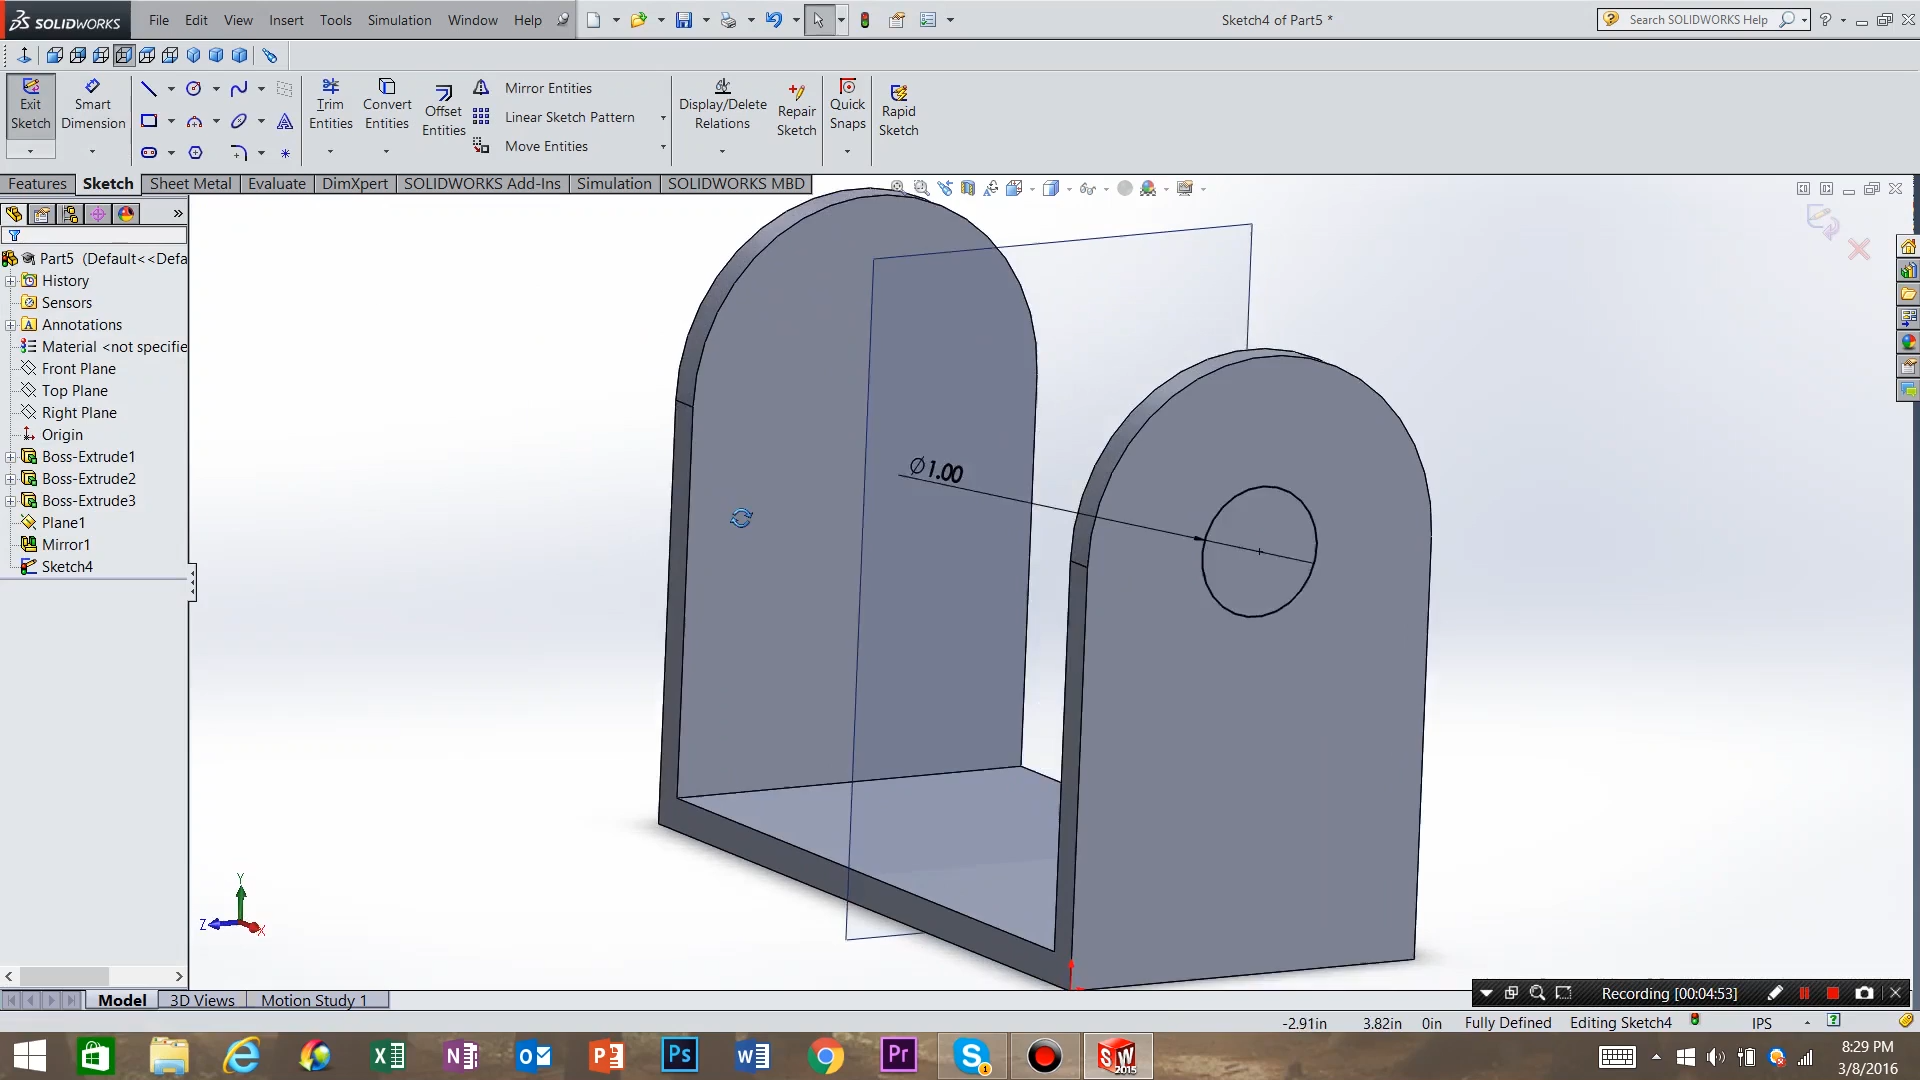 SOLIDWORKS
File Edit View Insert Tools Simulation Window Help
Sketch4 of Part5 *
Search SOLIDWORKS Help
Exit Sketch
Smart Dimension
Trim Entities
Convert Entities
Offset Entities
Mirror Entities
Linear Sketch Pattern
Move Entities
Display/Delete Relations
Repair Sketch
Quick Snaps
Rapid Sketch
Features Sketch Sheet Metal Evaluate DimXpert SOLIDWORKS Add-Ins Simulation SOLIDWORKS MBD
Part5 (Default<<Defa
History
Sensors
Annotations
Material <not specifie
Front Plane
Top Plane
Right Plane
Origin
Boss-Extrude1
Boss-Extrude2
Boss-Extrude3
Plane1
Mirror1
Sketch4
∅1.00
Y
Z
X
Model 3D Views Motion Study 1
Recording [00:04:53]
-2.91in 3.82in 0in Fully Defined Editing Sketch4 IPS
8:29 PM
3/8/2016